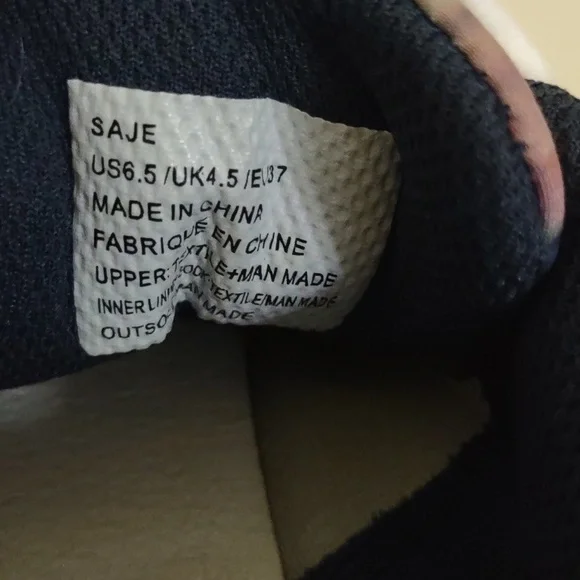 SAJE
US6.5 /UK4.5 /EU37
MADE IN CHINA
FABRIQUE EN CHINE
UPPER: TEXTILE+MAN MADE
INNER TEXTILE/MAN MADE
MADE